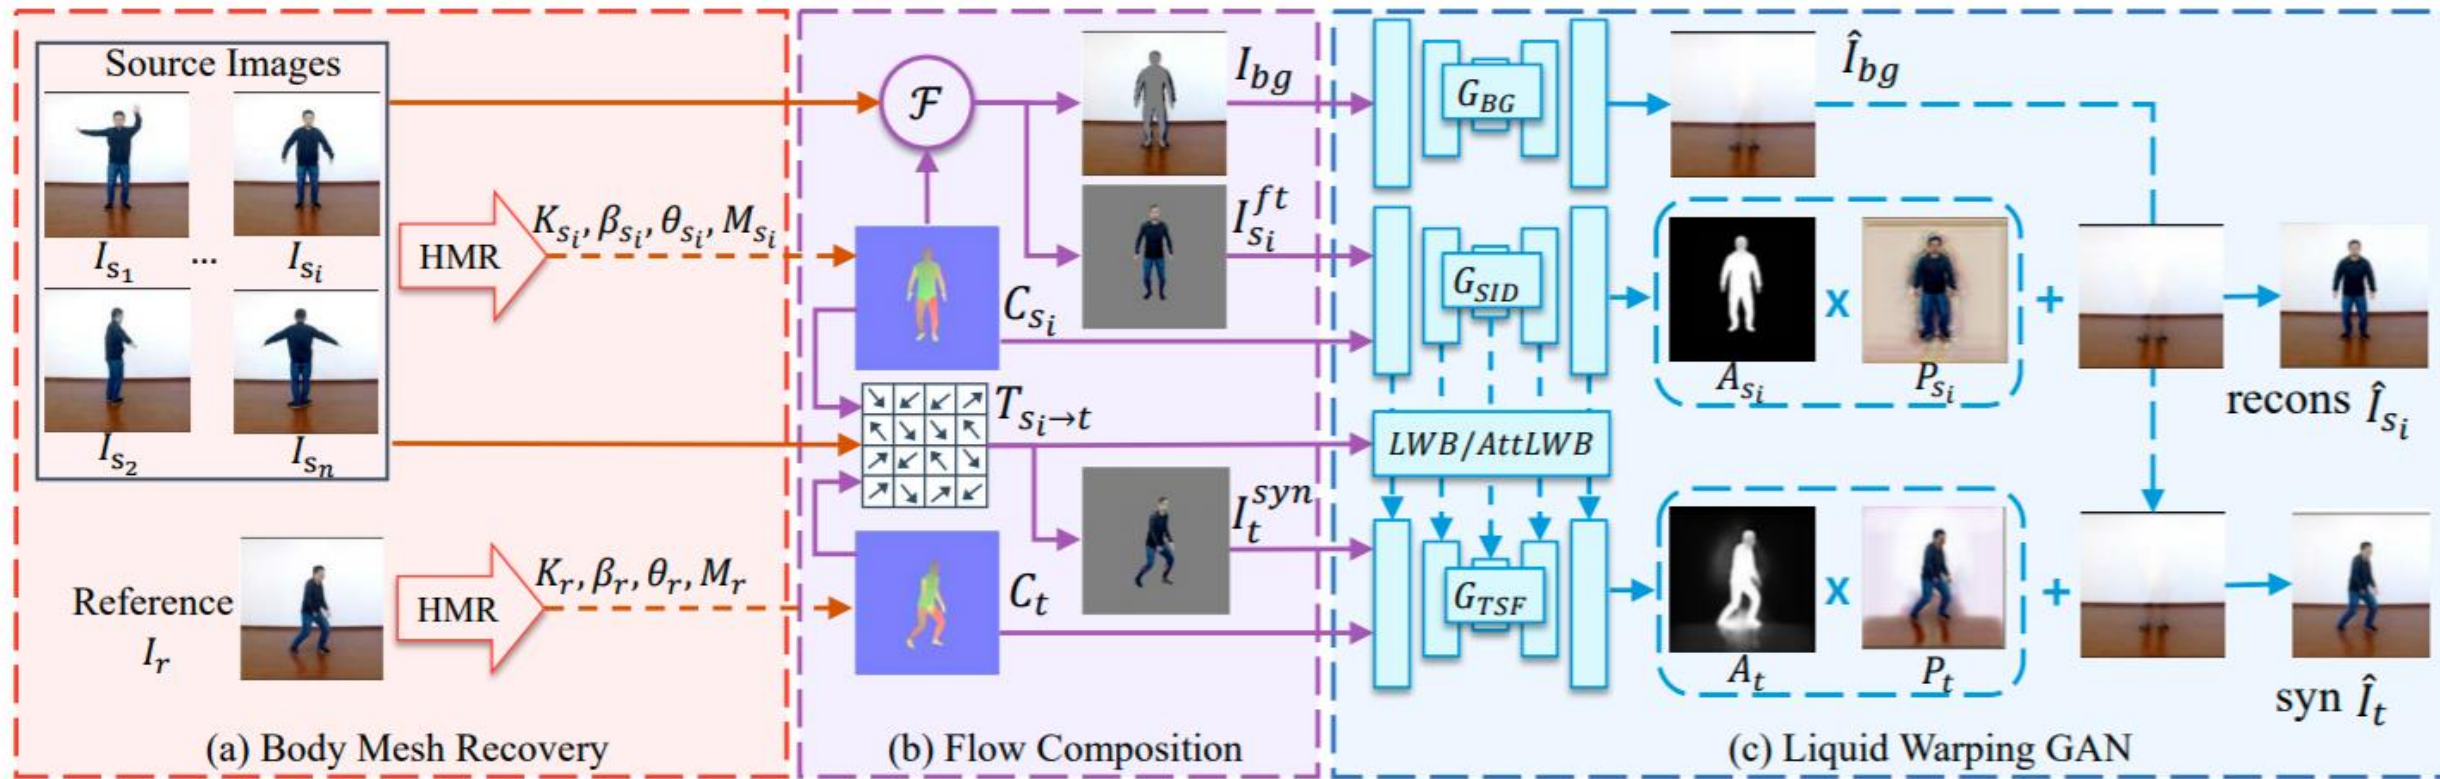 Source Images
I_{s_1} ... I_{s_i}
I_{s_2} I_{s_n}
HMR
K_{s_i}, β_{s_i}, θ_{s_i}, M_{s_i}
Reference
I_r
HMR
K_r, β_r, θ_r, M_r
(a) Body Mesh Recovery
ℱ
I_{bg}
I_{s_i}^{ft}
C_{s_i}
T_{s_i→t}
I_t^{syn}
C_t
(b) Flow Composition
G_{BG}
Î_{bg}
G_{SID}
A_{s_i} x P_{s_i} +
recons Î_{s_i}
LWB/AttLWB
G_{TSF}
A_t x P_t +
syn Î_t
(c) Liquid Warping GAN